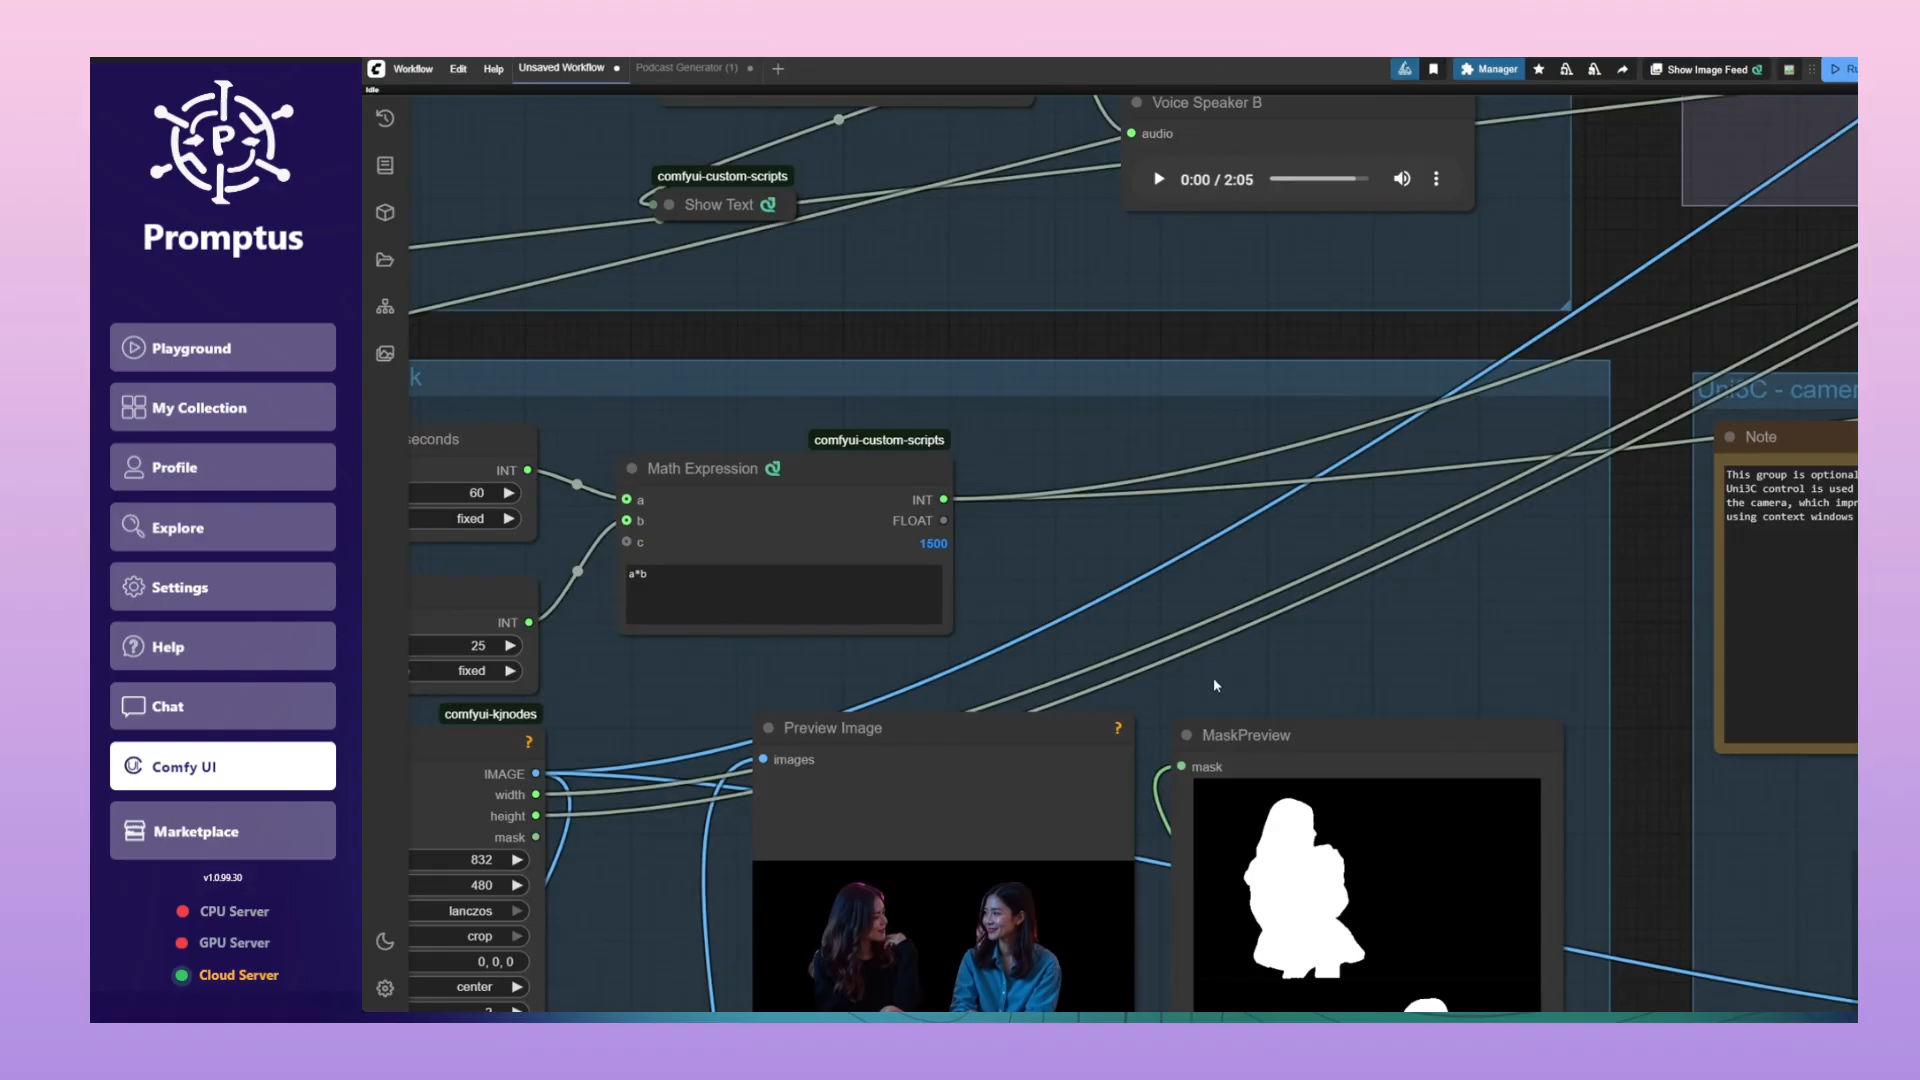 Promptus
Playground
My Collection
Profile
Explore
Settings
Help
Chat
Comfy UI
Marketplace
v1.0.99.30
CPU Server
GPU Server
Cloud Server
Workflow
Edit
Help
Unsaved Workflow
Podcast Generator (1)
Manager
Show Image Feed
Idle
Voice Speaker B
audio
0:00 / 2:05
comfyui-custom-scripts
Show Text
k
Uni3C - camer
Note
This group is optional
Uni3C control is used
the camera, which impr
using context windows
seconds
INT
60
fixed
comfyui-custom-scripts
Math Expression
a
b
c
INT
FLOAT
1500
a*b
INT
25
fixed
comfyui-kjnodes
?
IMAGE
width
height
mask
832
480
lanczos
crop
0, 0, 0
center
Preview Image
?
images
MaskPreview
mask